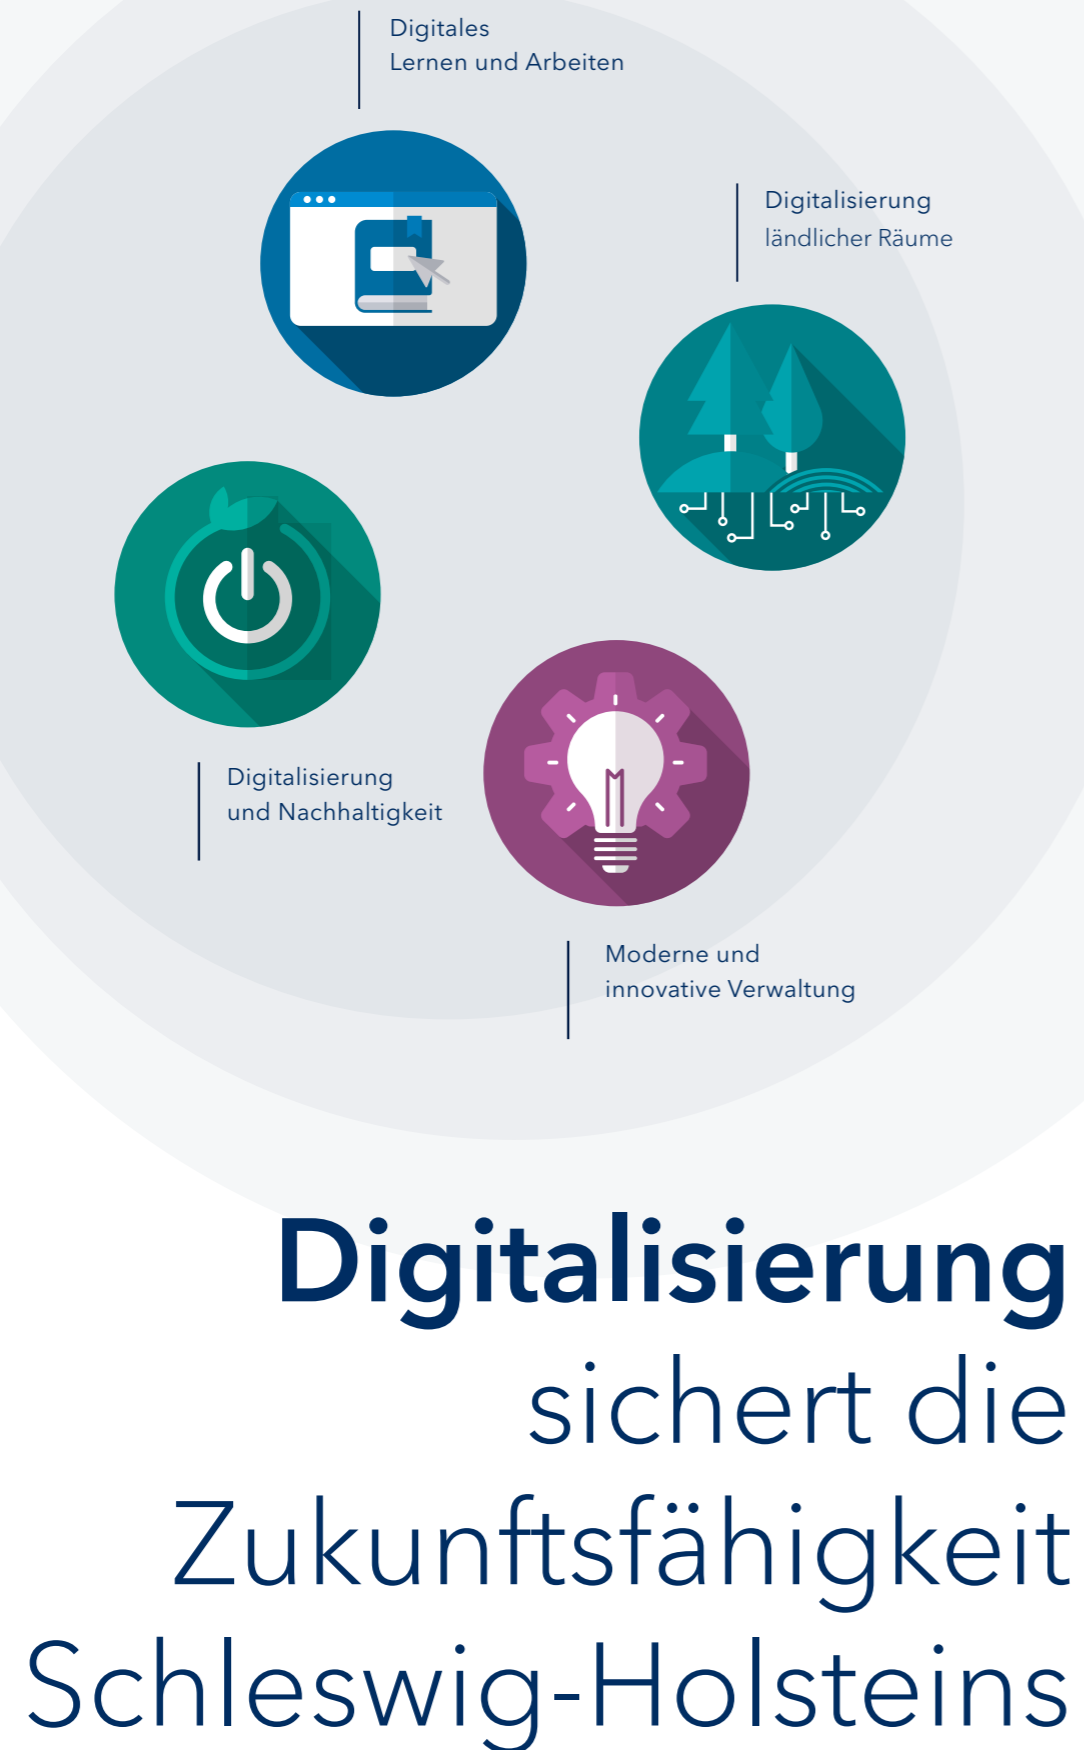 Digitales
Lernen und Arbeiten
Digitalisierung
ländlicher Räume
Digitalisierung
und Nachhaltigkeit
Moderne und
innovative Verwaltung
Digitalisierung
sichert die
Zukunftsfähigkeit
Schleswig-Holsteins